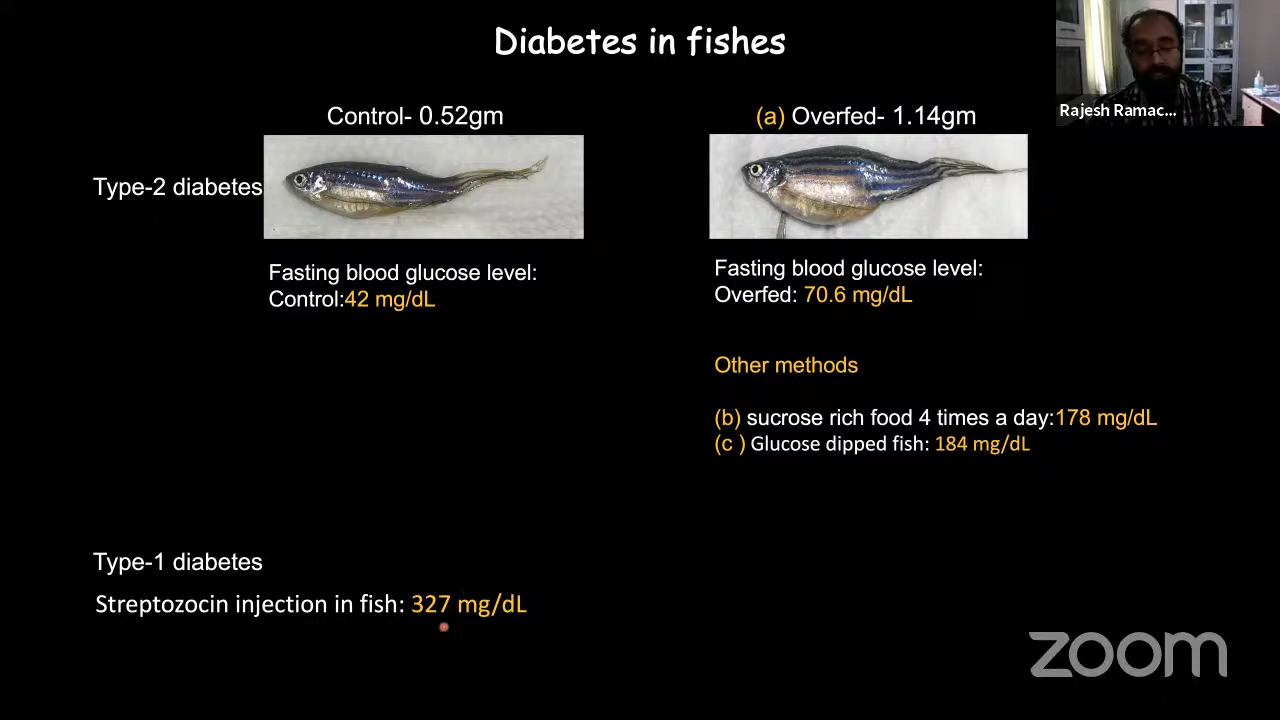 Diabetes in fishes
Rajesh Ramac...
Control- 0.52gm
(a) Overfed- 1.14gm
Type-2 diabetes
Fasting blood glucose level:
Control:42 mg/dL
Fasting blood glucose level:
Overfed: 70.6 mg/dL
Other methods
(b) sucrose rich food 4 times a day:178 mg/dL
(c ) Glucose dipped fish: 184 mg/dL
Type-1 diabetes
Streptozocin injection in fish: 327 mg/dL
zoom